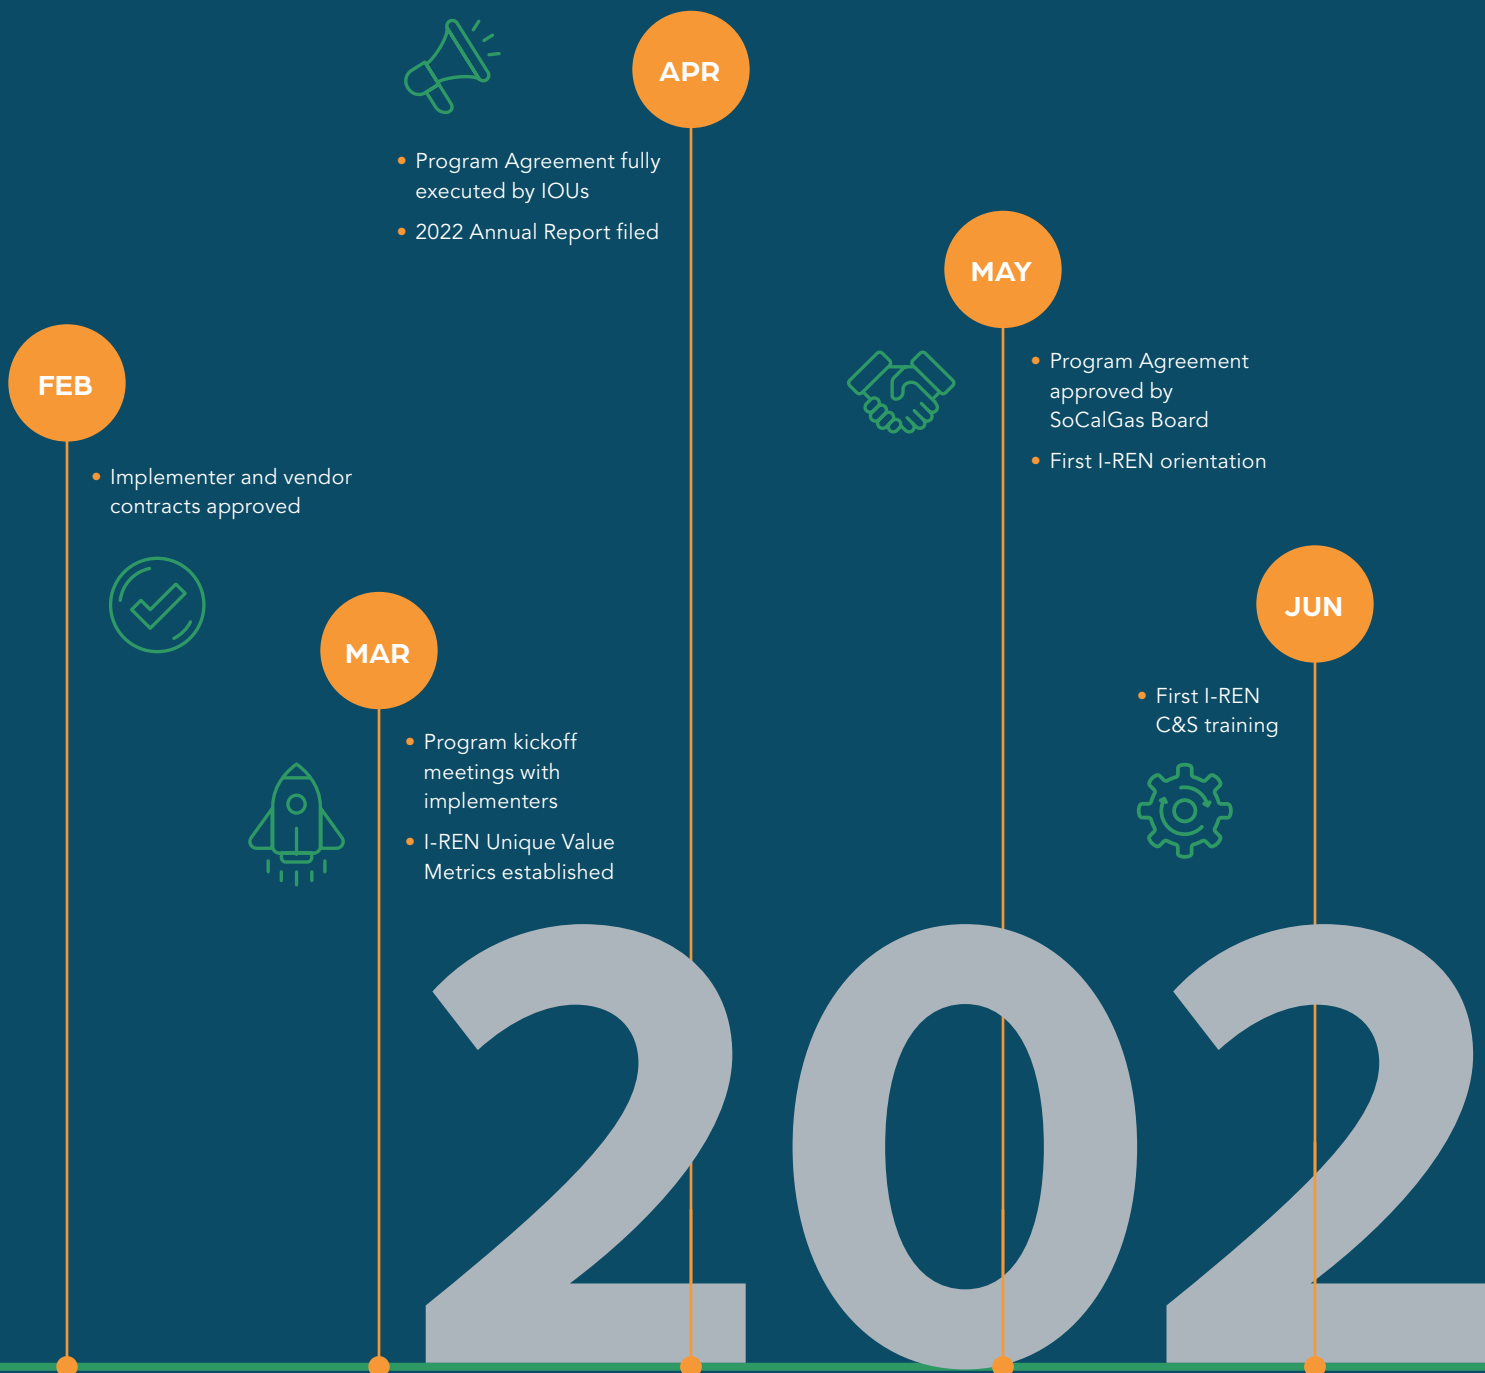 FEB
• Implementer and vendor
contracts approved
MAR
• Program kickoff
meetings with
implementers
• I-REN Unique Value
Metrics established
APR
• Program Agreement fully
executed by IOUs
• 2022 Annual Report filed
MAY
• Program Agreement
approved by
SoCalGas Board
• First I-REN orientation
JUN
• First I-REN
C&S training
202